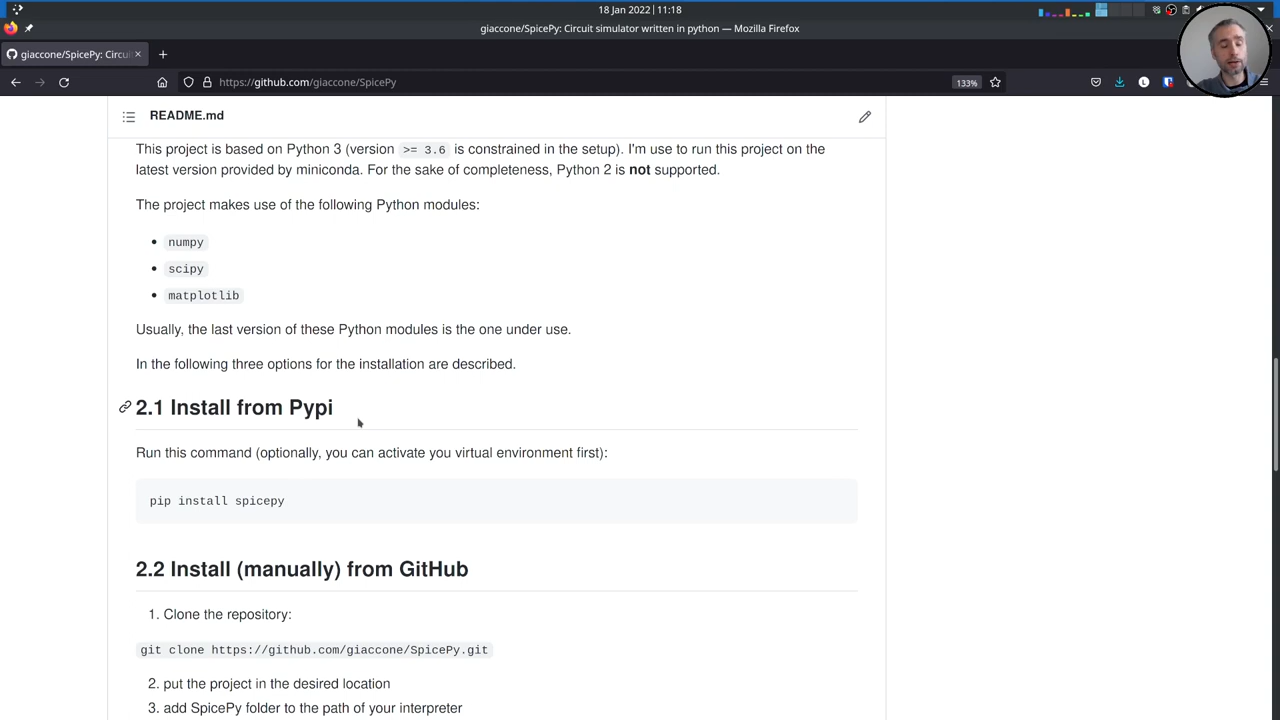 18 Jan 2022 | 11:18
giaccone/SpicePy: Circuit simulator written in python — Mozilla Firefox
giaccone/SpicePy: Circui
https://github.com/giaccone/SpicePy
133%
README.md
This project is based on Python 3 (version >= 3.6 is constrained in the setup). I'm use to run this project on the
latest version provided by miniconda. For the sake of completeness, Python 2 is not supported.
The project makes use of the following Python modules:
• numpy
• scipy
• matplotlib
Usually, the last version of these Python modules is the one under use.
In the following three options for the installation are described.
2.1 Install from Pypi
Run this command (optionally, you can activate you virtual environment first):
pip install spicepy
2.2 Install (manually) from GitHub
1. Clone the repository:
git clone https://github.com/giaccone/SpicePy.git
2. put the project in the desired location
3. add SpicePy folder to the path of your interpreter